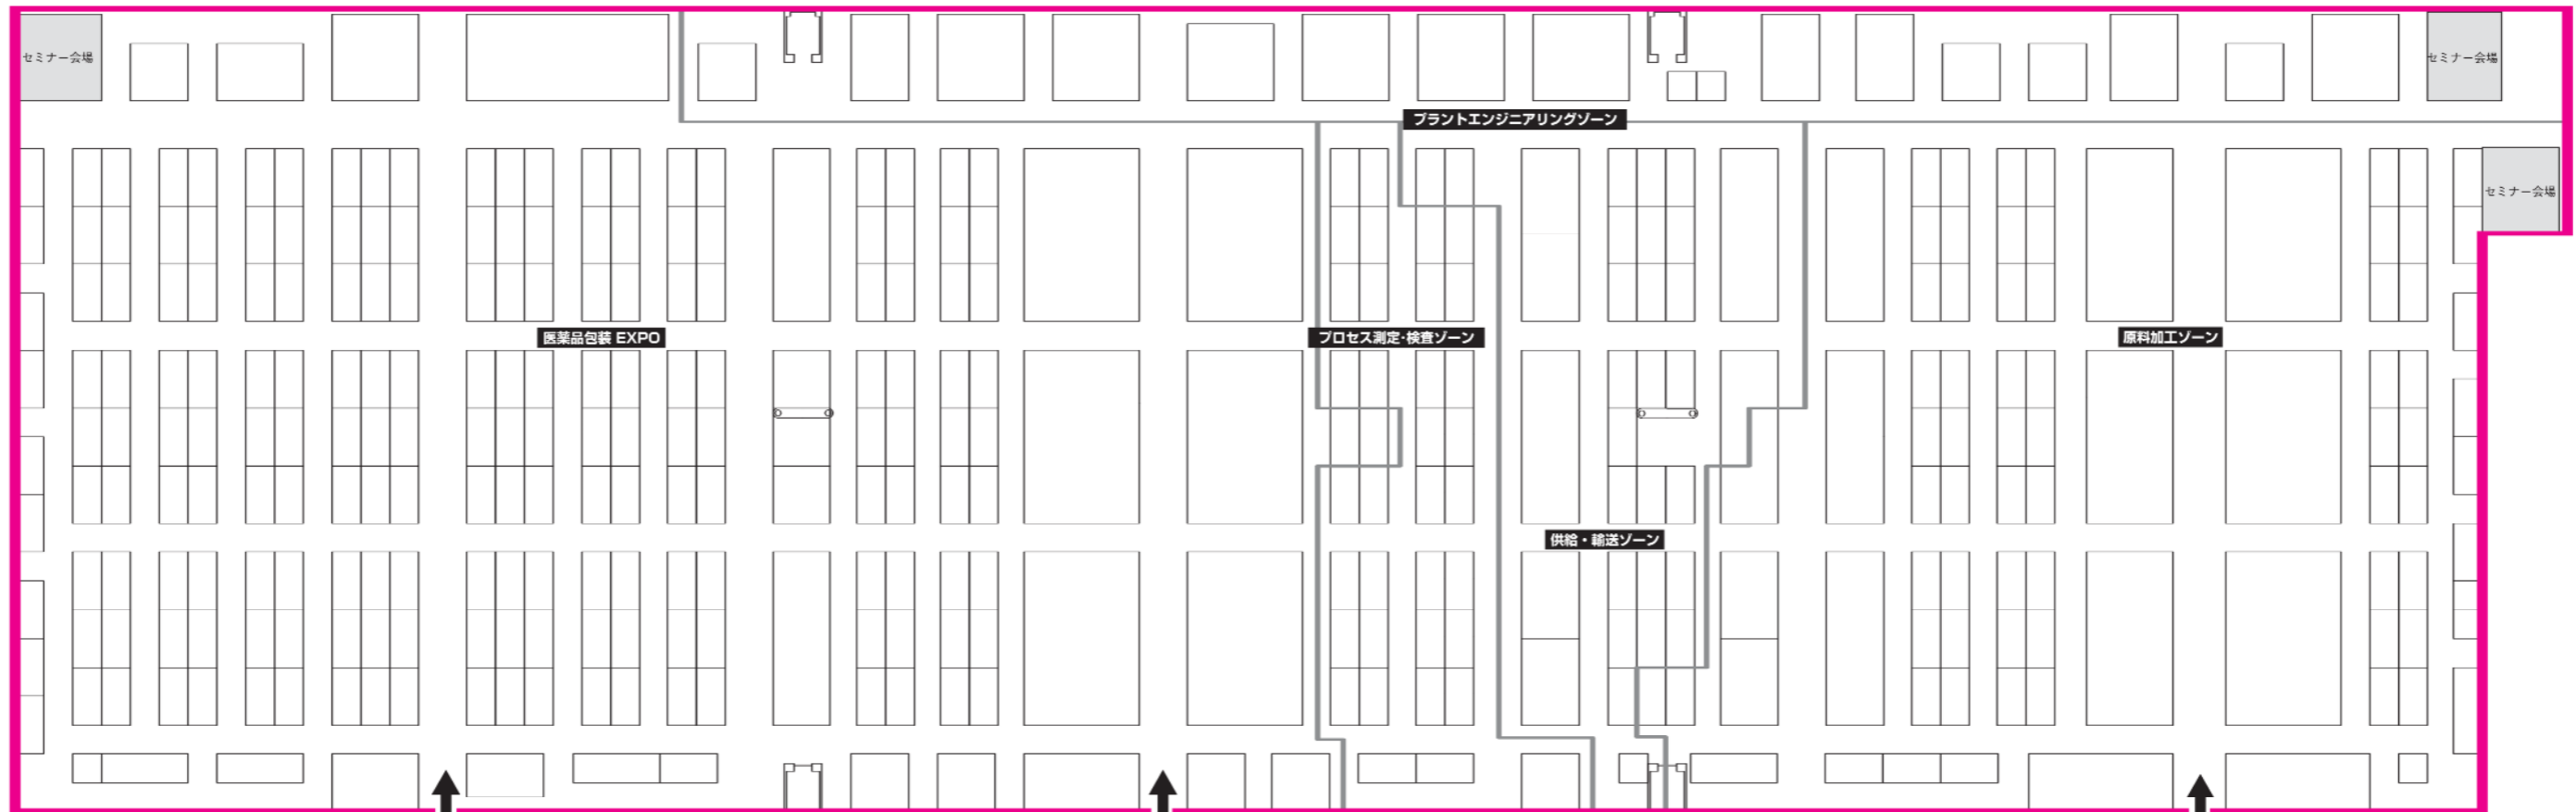 セミナー会場
セミナー会場
プラントエンジニアリングゾーン
セミナー会場
医薬品包装 EXPO
プロセス測定・検査ゾーン
原料加工ゾーン
供給・輸送ゾーン